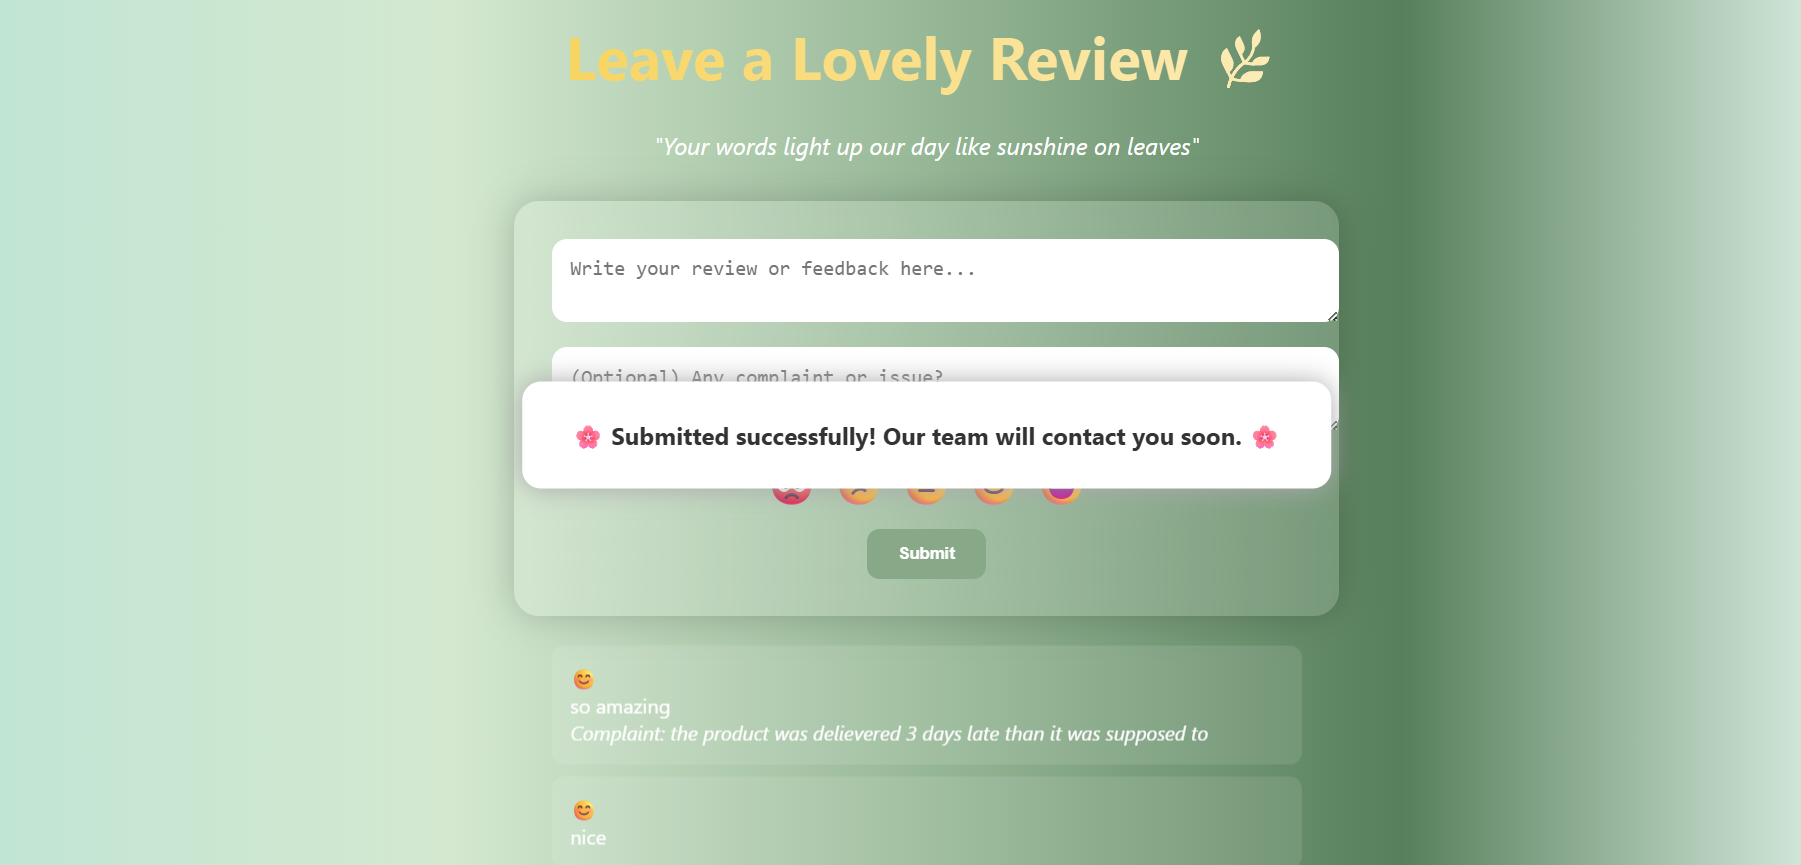 Leave a Lovely Review
"Your words light up our day like sunshine on leaves"
Write your review or feedback here...
(Optional) Any complaint or issue?
🌸 Submitted successfully! Our team will contact you soon. 🌸
Submit
😊
so amazing
Complaint: the product was delievered 3 days late than it was supposed to
😊
nice